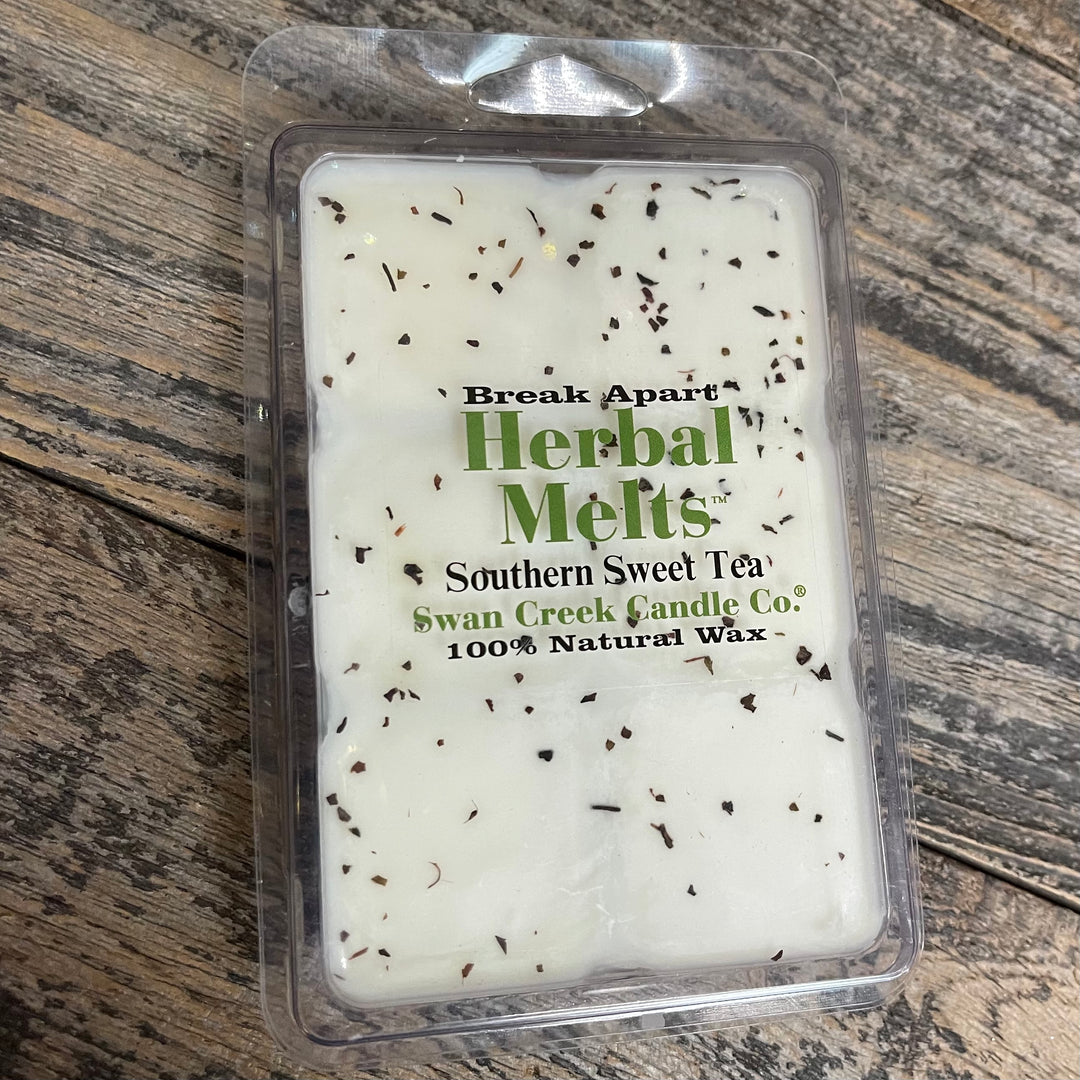 Break Apart
Herbal
Melts™
Southern Sweet Tea
Swan Creek Candle Co.®
100% Natural Wax